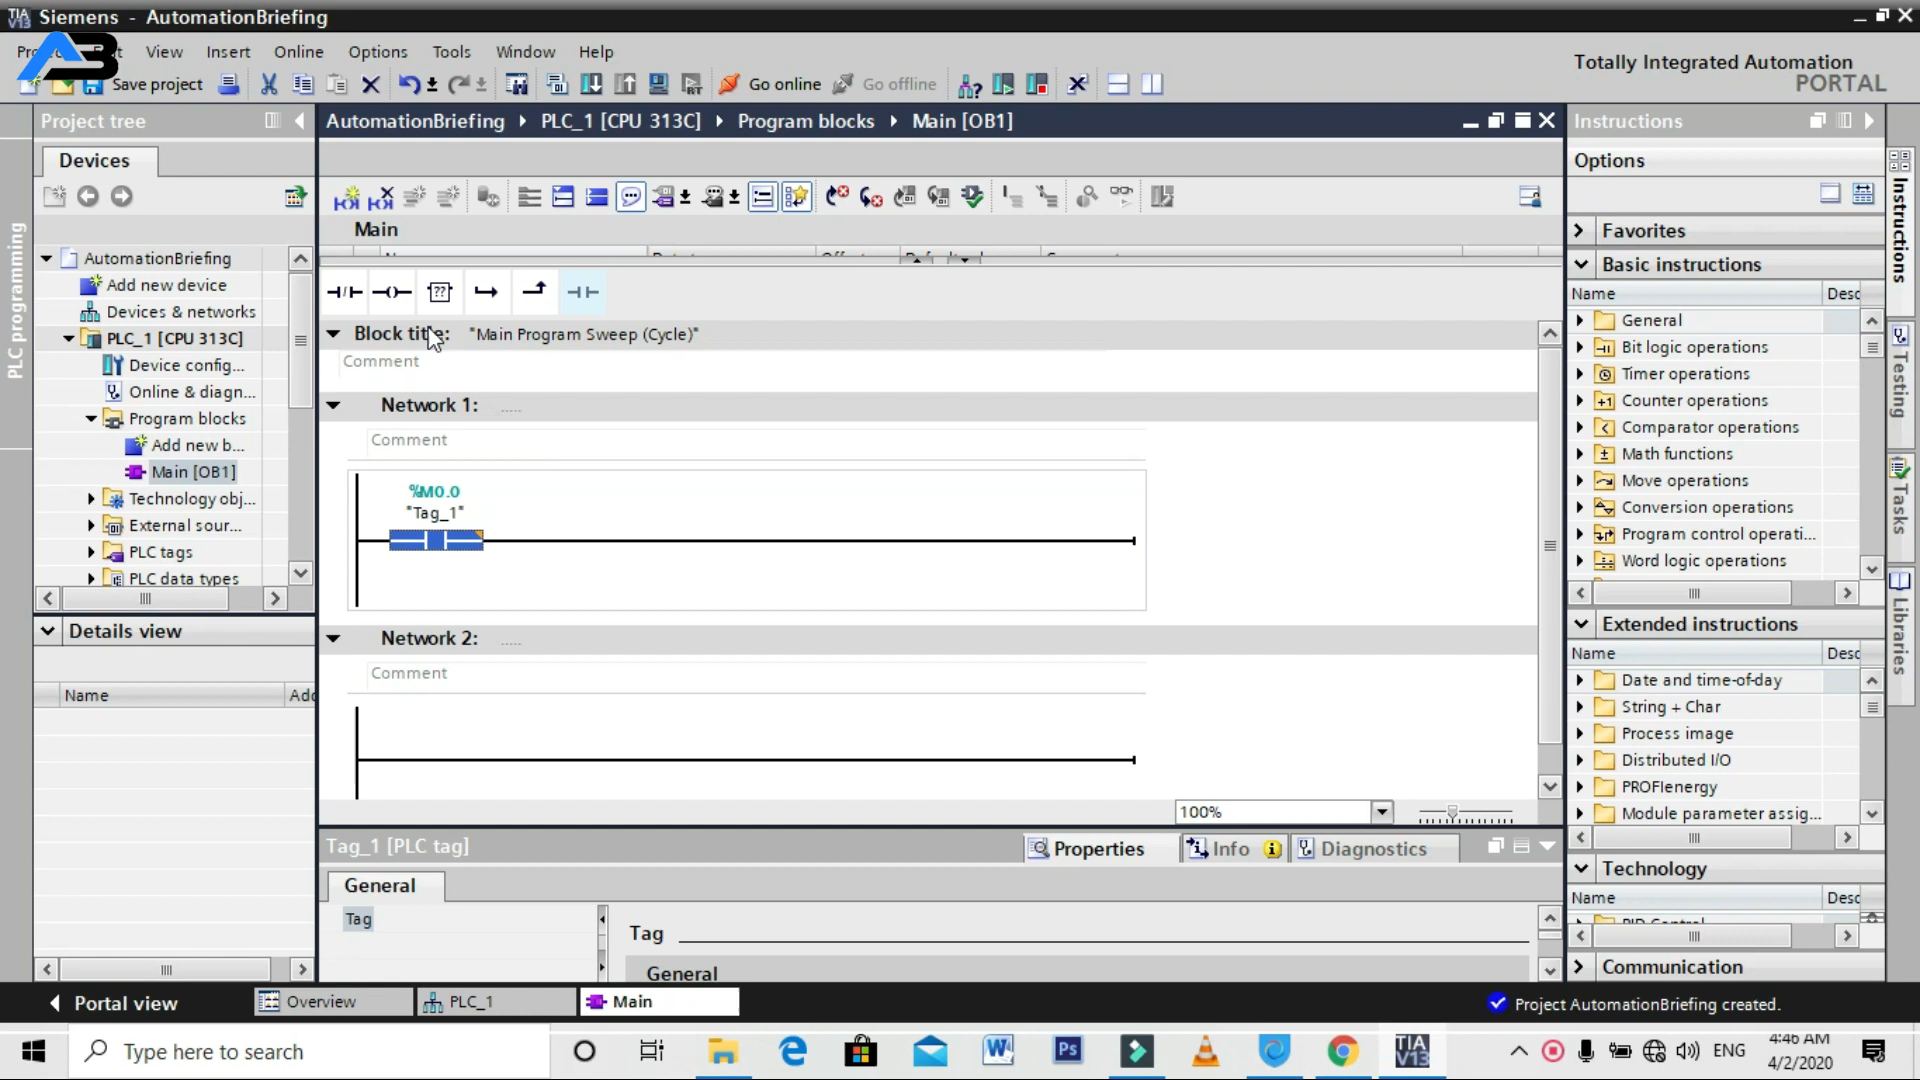 TIA V13 Siemens - AutomationBriefing
View Insert Online Options Tools Window Help
Totally Integrated Automation
PORTAL
Save project Go online Go offline
Project tree
AutomationBriefing PLC_1 [CPU 313C] Program blocks Main [OB1]
Instructions
Devices
Options
Main
AutomationBriefing
Add new device
Devices & networks
PLC_1 [CPU 313C]
Device config...
Online & diagn...
Program blocks
Add new b...
Main [OB1]
Technology obj...
External sour...
PLC tags
PLC data types
Details view
Name Add
PLC programming
Block title: "Main Program Sweep (Cycle)"
Comment
Network 1: .....
Comment
%M0.0
"Tag_1"
Network 2: .....
Comment
100%
Favorites
Basic instructions
Name Desc
General
Bit logic operations
Timer operations
Counter operations
Comparator operations
Math functions
Move operations
Conversion operations
Program control operati...
Word logic operations
Extended instructions
Name Desc
Date and time-of-day
String + Char
Process image
Distributed I/O
PROFIenergy
Module parameter assig...
Technology
Name Desc
PID Control
Communication
Instructions
Testing
Tasks
Libraries
Tag_1 [PLC tag] Properties Info Diagnostics
General
Tag
Tag
General
Portal view Overview PLC_1 Main
Project AutomationBriefing created.
Type here to search
ENG
4:46 AM
4/2/2020